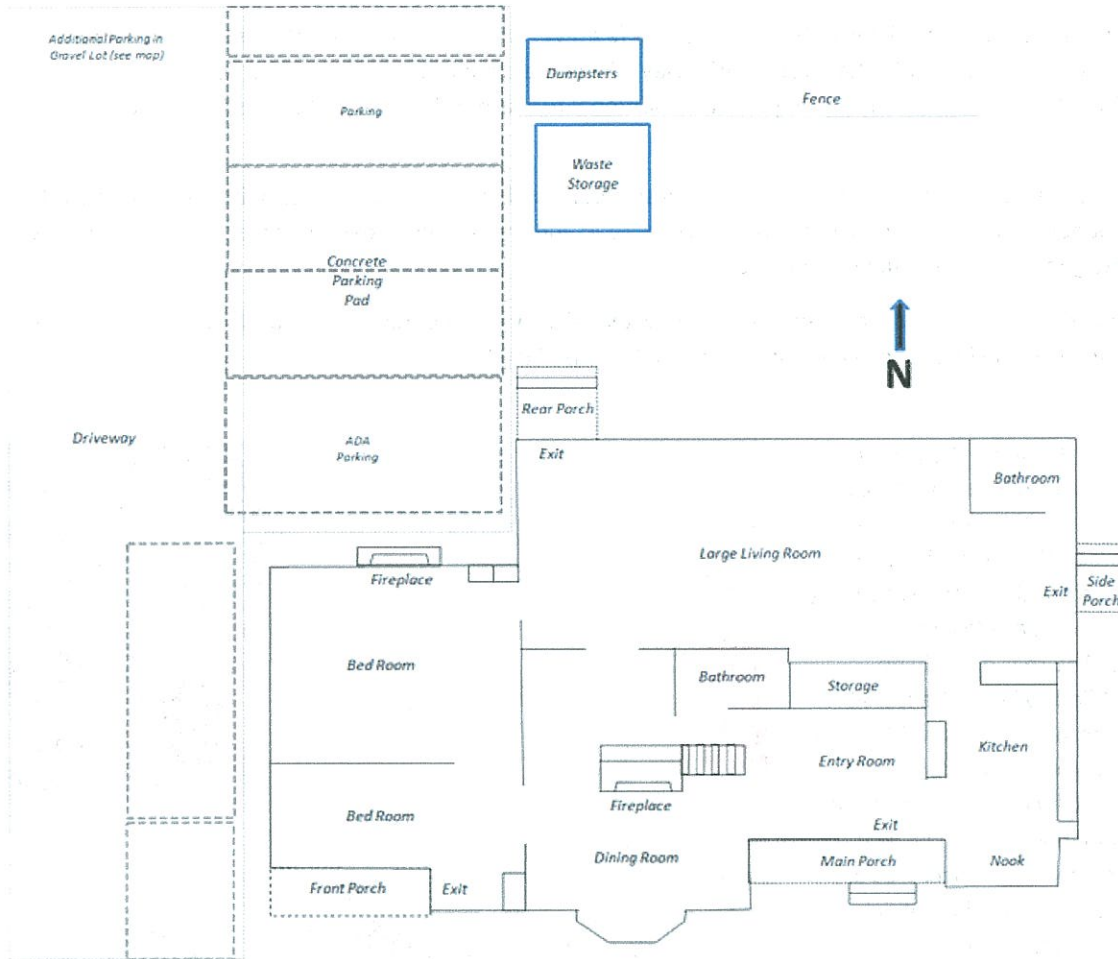 Additional Parking in
Gravel Lot (see map)
Dumpsters
Parking
Fence
Waste
Storage
Concrete
Parking
Pad
N
Rear Porch
Driveway
ADA
Parking
Exit
Bathroom
Large Living Room
Fireplace
Exit
Side
Porch
Bed Room
Bathroom
Storage
Kitchen
Entry Room
Fireplace
Bed Room
Exit
Dining Room
Main Porch
Nook
Front Porch
Exit